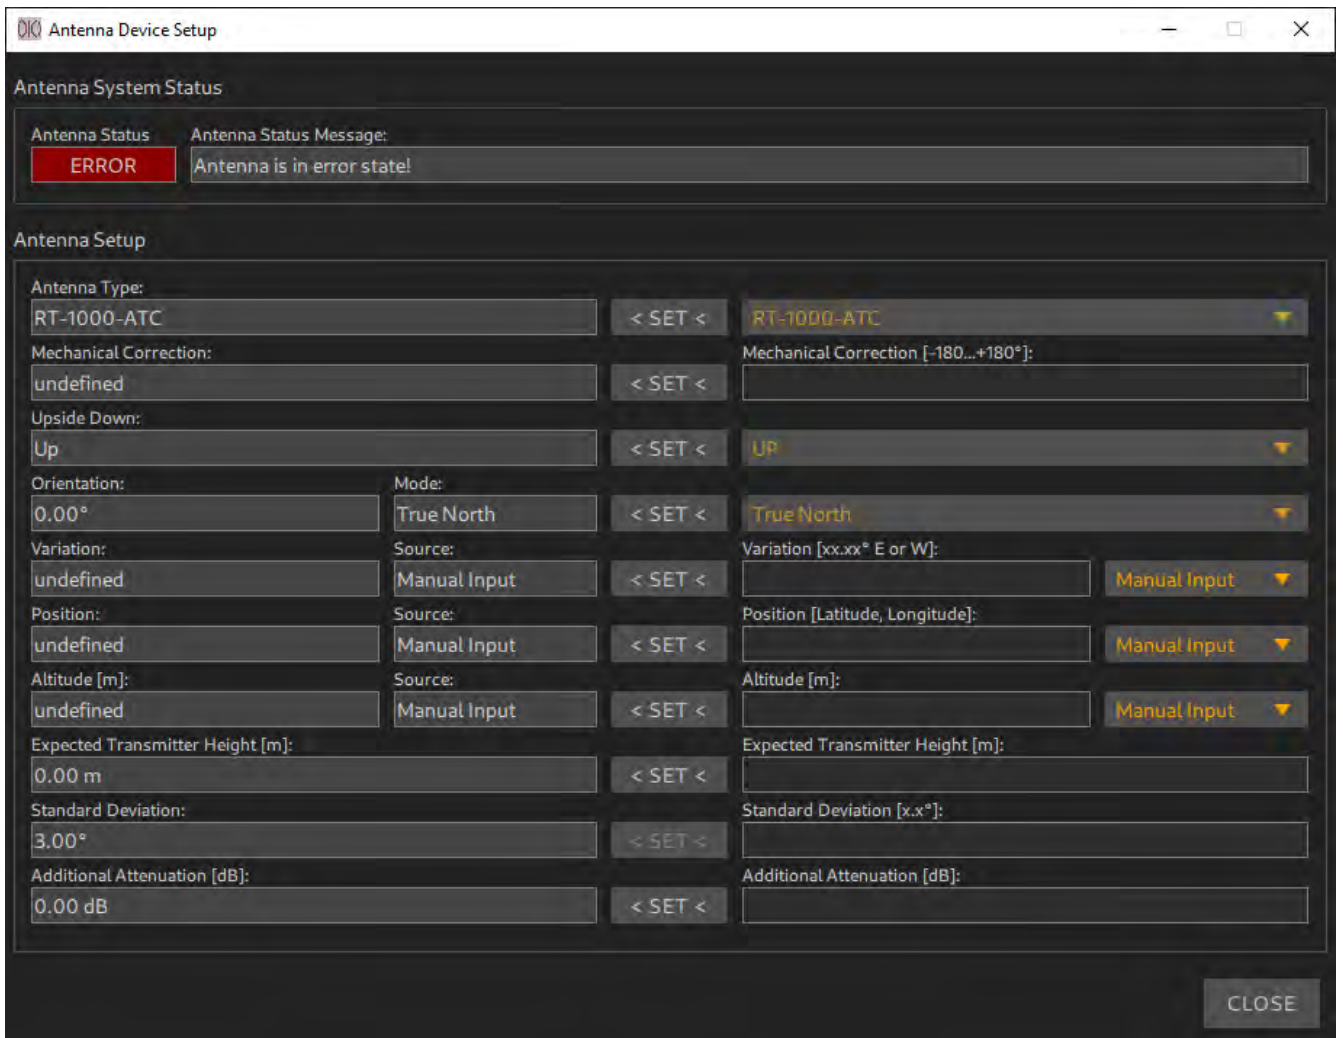 Antenna Device Setup
Antenna System Status
Antenna Status Antenna Status Message:
ERROR Antenna is in error state!
Antenna Setup
Antenna Type:
RT-1000-ATC < SET < RT-1000-ATC
Mechanical Correction: Mechanical Correction [-180...+180°]:
undefined < SET <
Upside Down:
Up < SET < UP
Orientation: Mode:
0.00° True North < SET < True North
Variation: Source: Variation [xx.xx° E or W]:
undefined Manual Input < SET < Manual Input
Position: Source: Position [Latitude, Longitude]:
undefined Manual Input < SET < Manual Input
Altitude [m]: Source: Altitude [m]:
undefined Manual Input < SET < Manual Input
Expected Transmitter Height [m]: Expected Transmitter Height [m]:
0.00 m < SET <
Standard Deviation: Standard Deviation [x.x°]:
3.00° < SET <
Additional Attenuation [dB]: Additional Attenuation [dB]:
0.00 dB < SET <
CLOSE